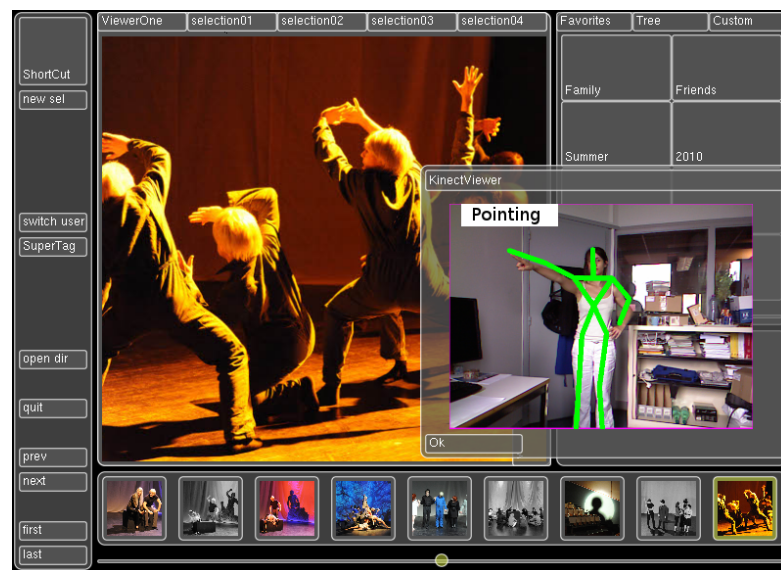 ViewerOne
selection01
selection02
selection03
selection04
Favorites
Tree
Custom
ShortCut
new sel
switch user
SuperTag
open dir
quit
prev
next
first
last
Family
Friends
Summer
2010
KinectViewer
Pointing
Ok